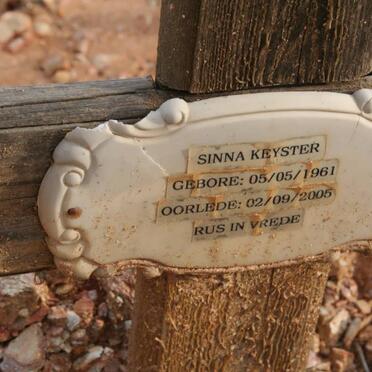 SINNA KEYSTER
GEBORE: 05/05/1961
OORLEDE: 02/09/2005
RUS IN VREDE